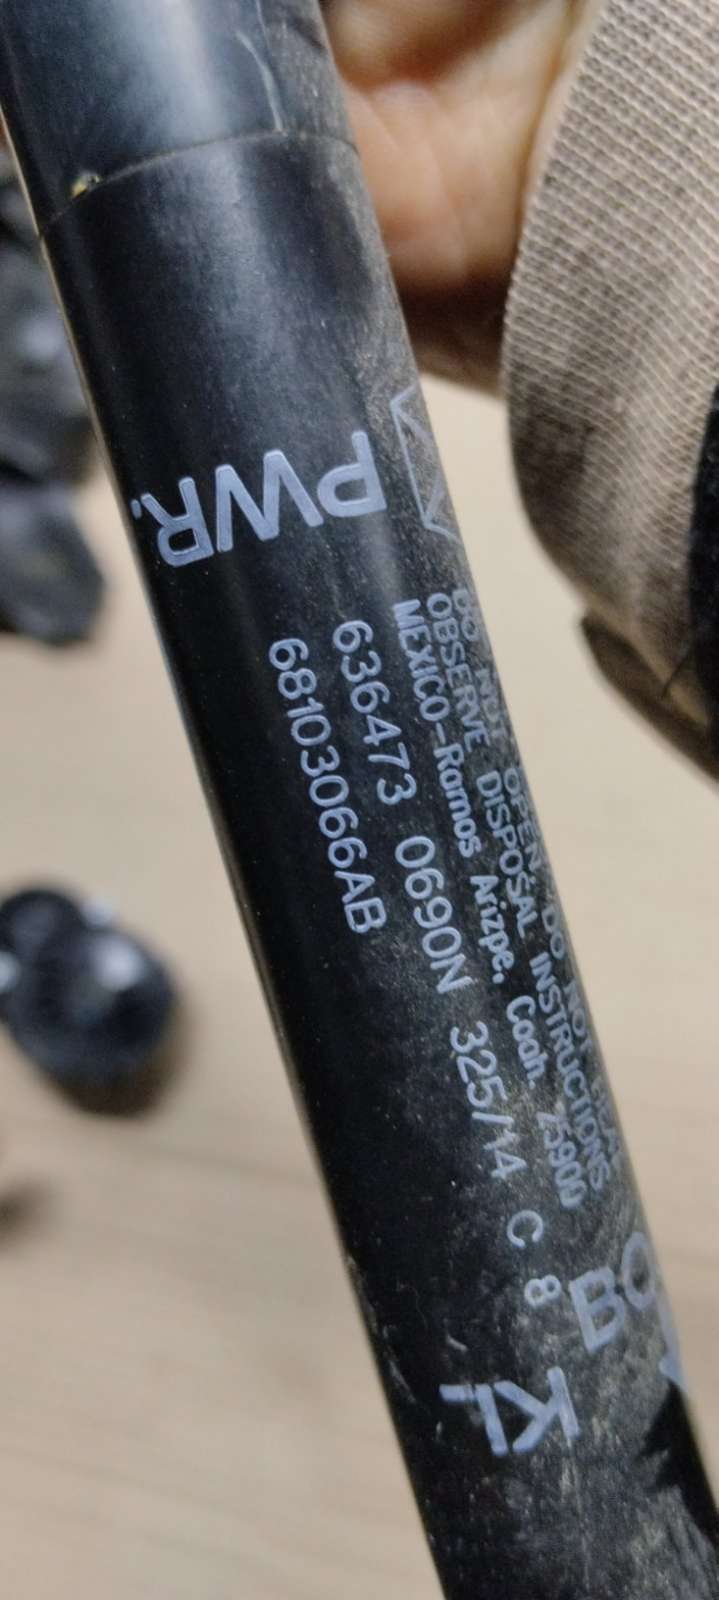 PWR.
DO NOT OPEN, DO NOT HEAT
OBSERVE DISPOSAL INSTRUCTIONS
MEXICO-Ramos Arizpe, Coah. 25900
636473 0690N 325/14 C 8
68103066AB
KL